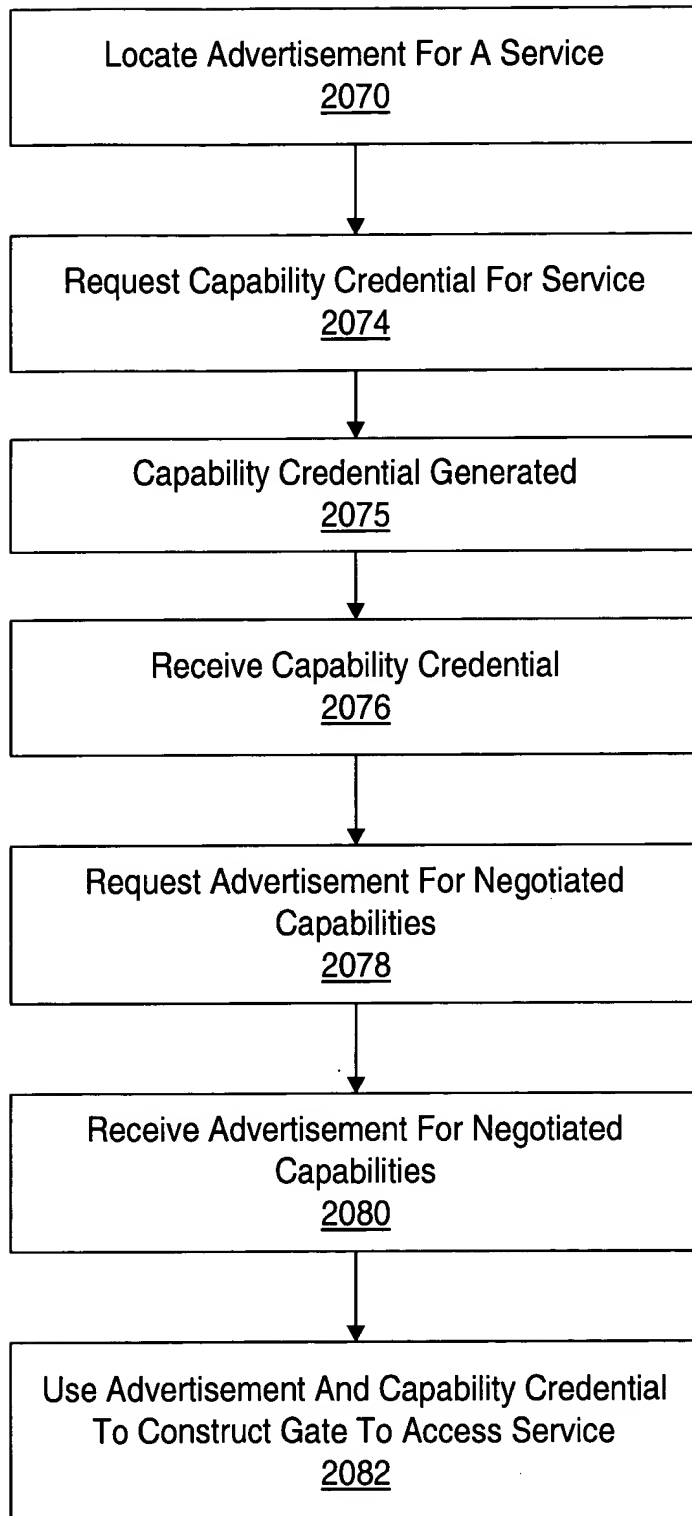 Locate Advertisement For A Service
2070
Request Capability Credential For Service
2074
Capability Credential Generated
2075
Receive Capability Credential
2076
Request Advertisement For Negotiated
Capabilities
2078
Receive Advertisement For Negotiated
Capabilities
2080
Use Advertisement And Capability Credential
To Construct Gate To Access Service
2082